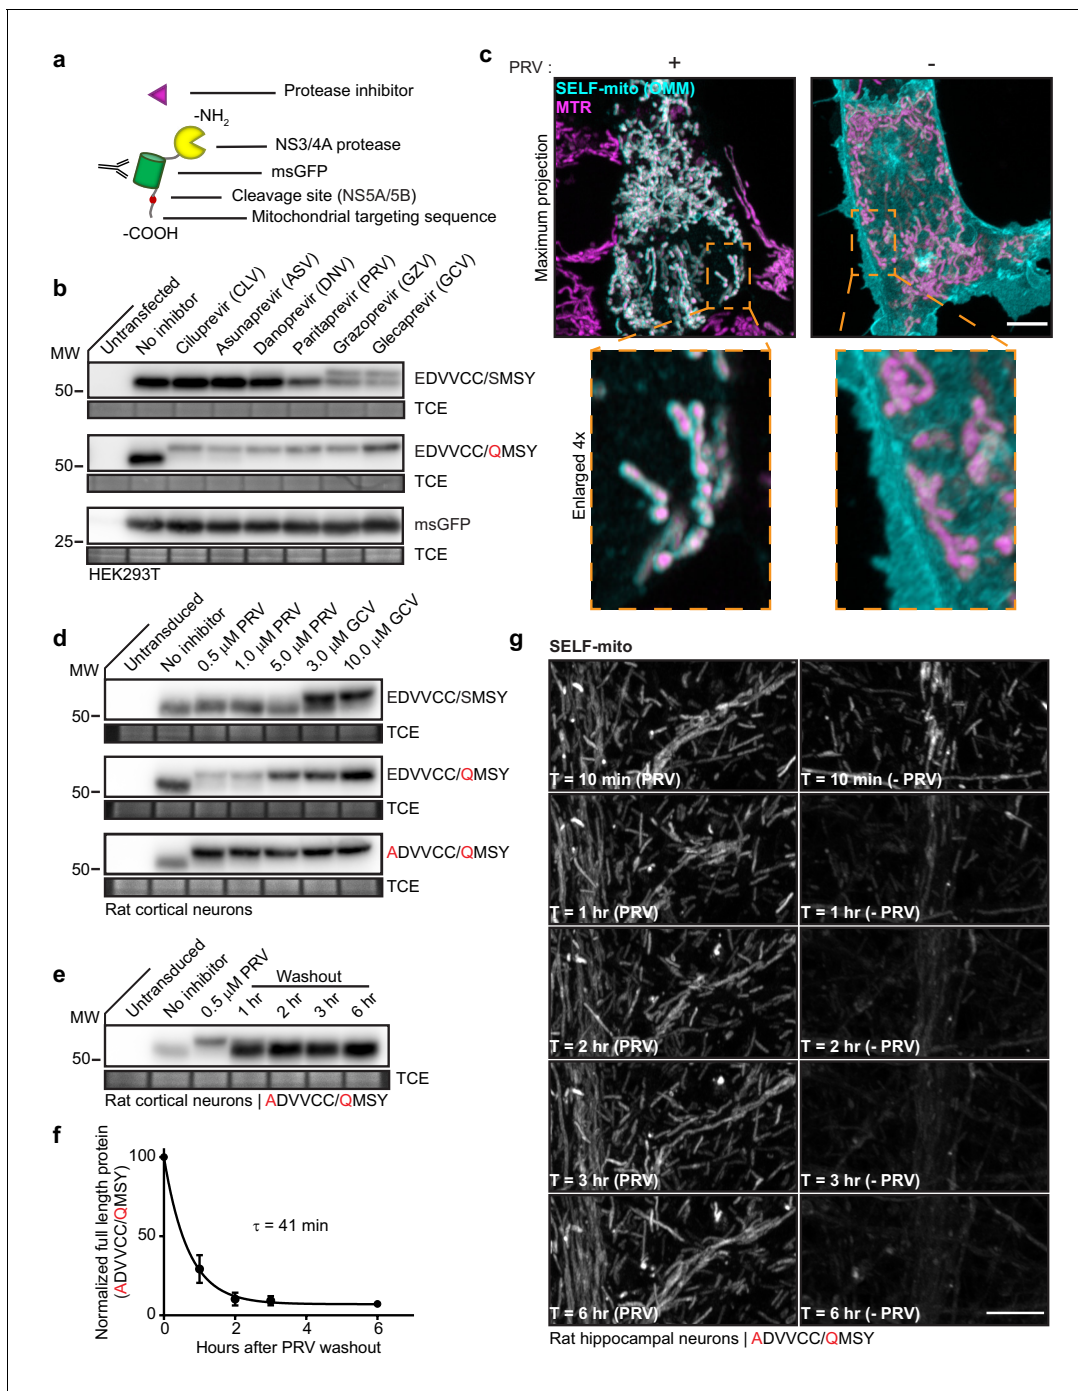 a
Protease inhibitor
-NH2
NS3/4A protease
msGFP
Cleavage site (NS5A/5B)
Mitochondrial targeting sequence
-COOH
b
Untransfected
No inhibitor
Ciluprevir (CLV)
Asunaprevir (ASV)
Danoprevir (DNV)
Paritaprevir (PRV)
Grazoprevir (GZV)
Glecaprevir (GCV)
MW
50
EDVVCC/SMSY
TCE
50
EDVVCC/QMSY
TCE
25
msGFP
TCE
HEK293T
c
PRV : + -
SELF-mito (OMM)
MTR
Maximum projection
Enlarged 4x
d
Untransduced
No inhibitor
0.5 µM PRV
1.0 µM PRV
5.0 µM PRV
3.0 µM GCV
10.0 µM GCV
MW
50
EDVVCC/SMSY
TCE
50
EDVVCC/QMSY
TCE
50
ADVVCC/QMSY
TCE
Rat cortical neurons
e
Untransduced
No inhibitor
0.5 µM PRV
Washout
1 hr
2 hr
3 hr
6 hr
MW
50
TCE
Rat cortical neurons | ADVVCC/QMSY
f
Normalized full length protein
(ADVVCC/QMSY)
100
50
0
τ = 41 min
0 2 4 6
Hours after PRV washout
g
SELF-mito
T = 10 min (PRV)
T = 10 min (- PRV)
T = 1 hr (PRV)
T = 1 hr (- PRV)
T = 2 hr (PRV)
T = 2 hr (- PRV)
T = 3 hr (PRV)
T = 3 hr (- PRV)
T = 6 hr (PRV)
T = 6 hr (- PRV)
Rat hippocampal neurons | ADVVCC/QMSY